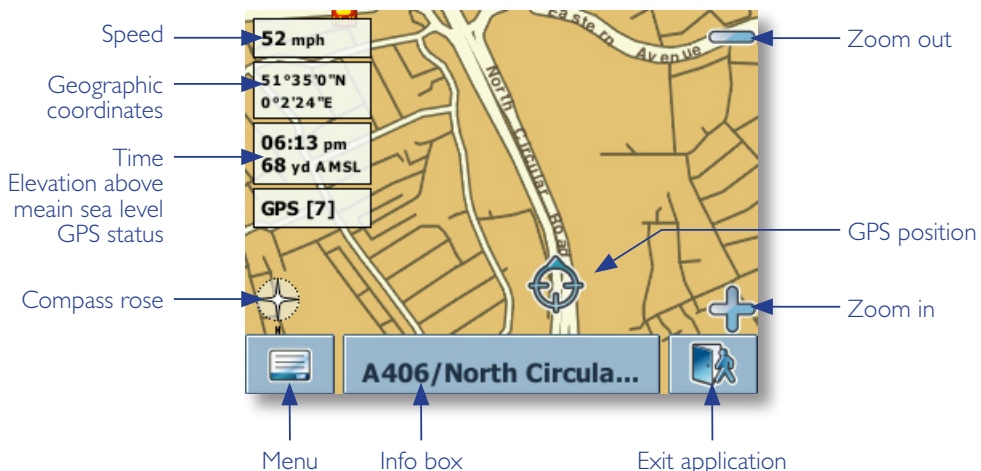 Speed
Geographic
coordinates
Time
Elevation above
meain sea level
GPS status
Compass rose
52 mph
51°35'0"N
0°2'24"E
06:13 pm
68 yd AMSL
GPS [7]
N
Eastern Avenue
North Circular Road
A406/North Circula...
Zoom out
GPS position
Zoom in
Menu
Info box
Exit application